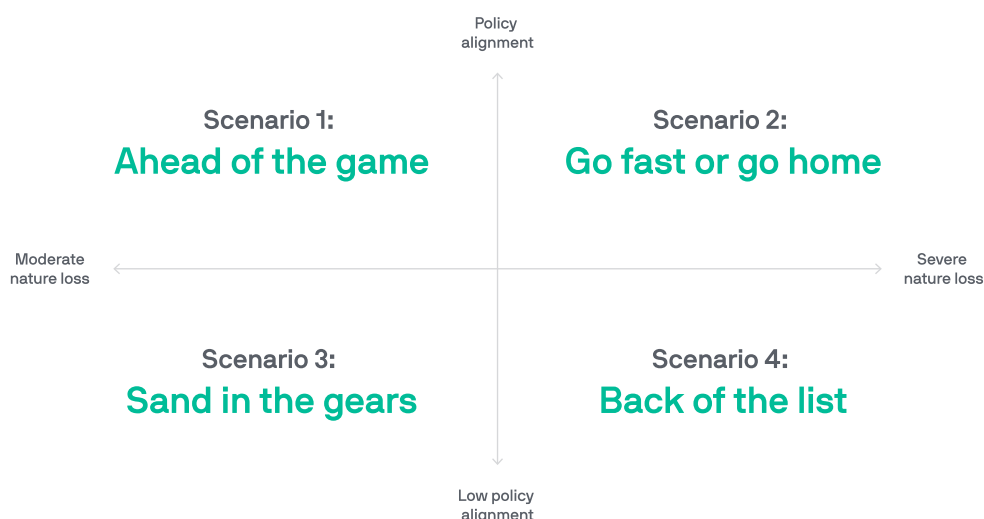 Policy
alignment
Scenario 1:
Ahead of the game
Scenario 2:
Go fast or go home
Moderate
nature loss
Severe
nature loss
Scenario 3:
Sand in the gears
Scenario 4:
Back of the list
Low policy
alignment